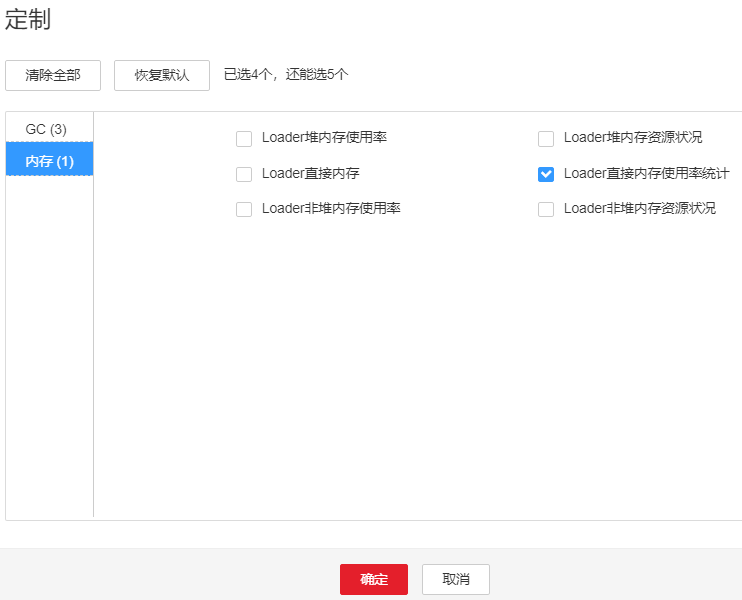 定制
清除全部 恢复默认 已选4个，还能选5个
GC (3)
内存 (1)
Loader堆内存使用率 Loader堆内存资源状况
Loader直接内存 Loader直接内存使用率统计
Loader非堆内存使用率 Loader非堆内存资源状况
确定 取消